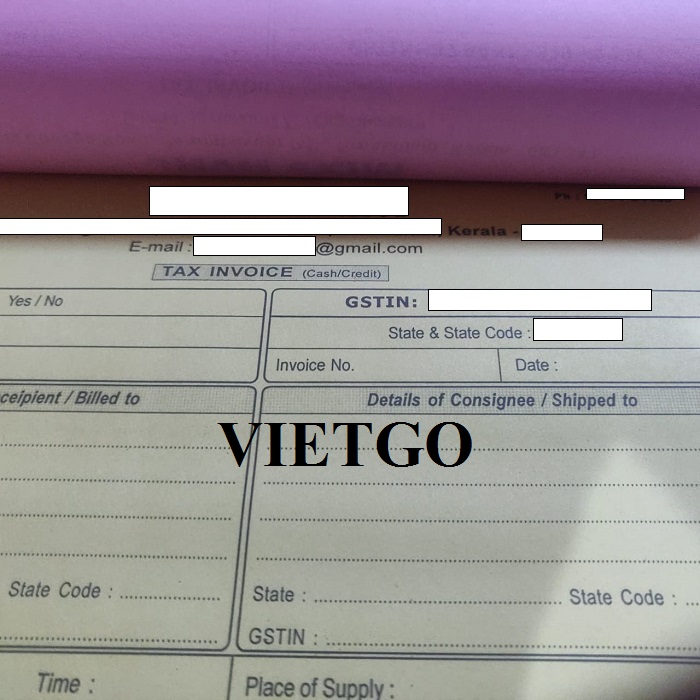 PH :
Kerala -
E-mail : @gmail.com
TAX INVOICE (Cash/Credit)
Yes / No
GSTIN:
State & State Code :
Invoice No. Date :
ceipient / Billed to
Details of Consignee / Shipped to
VIETGO
State Code :
State : State Code :
GSTIN :
Time :
Place of Supply :